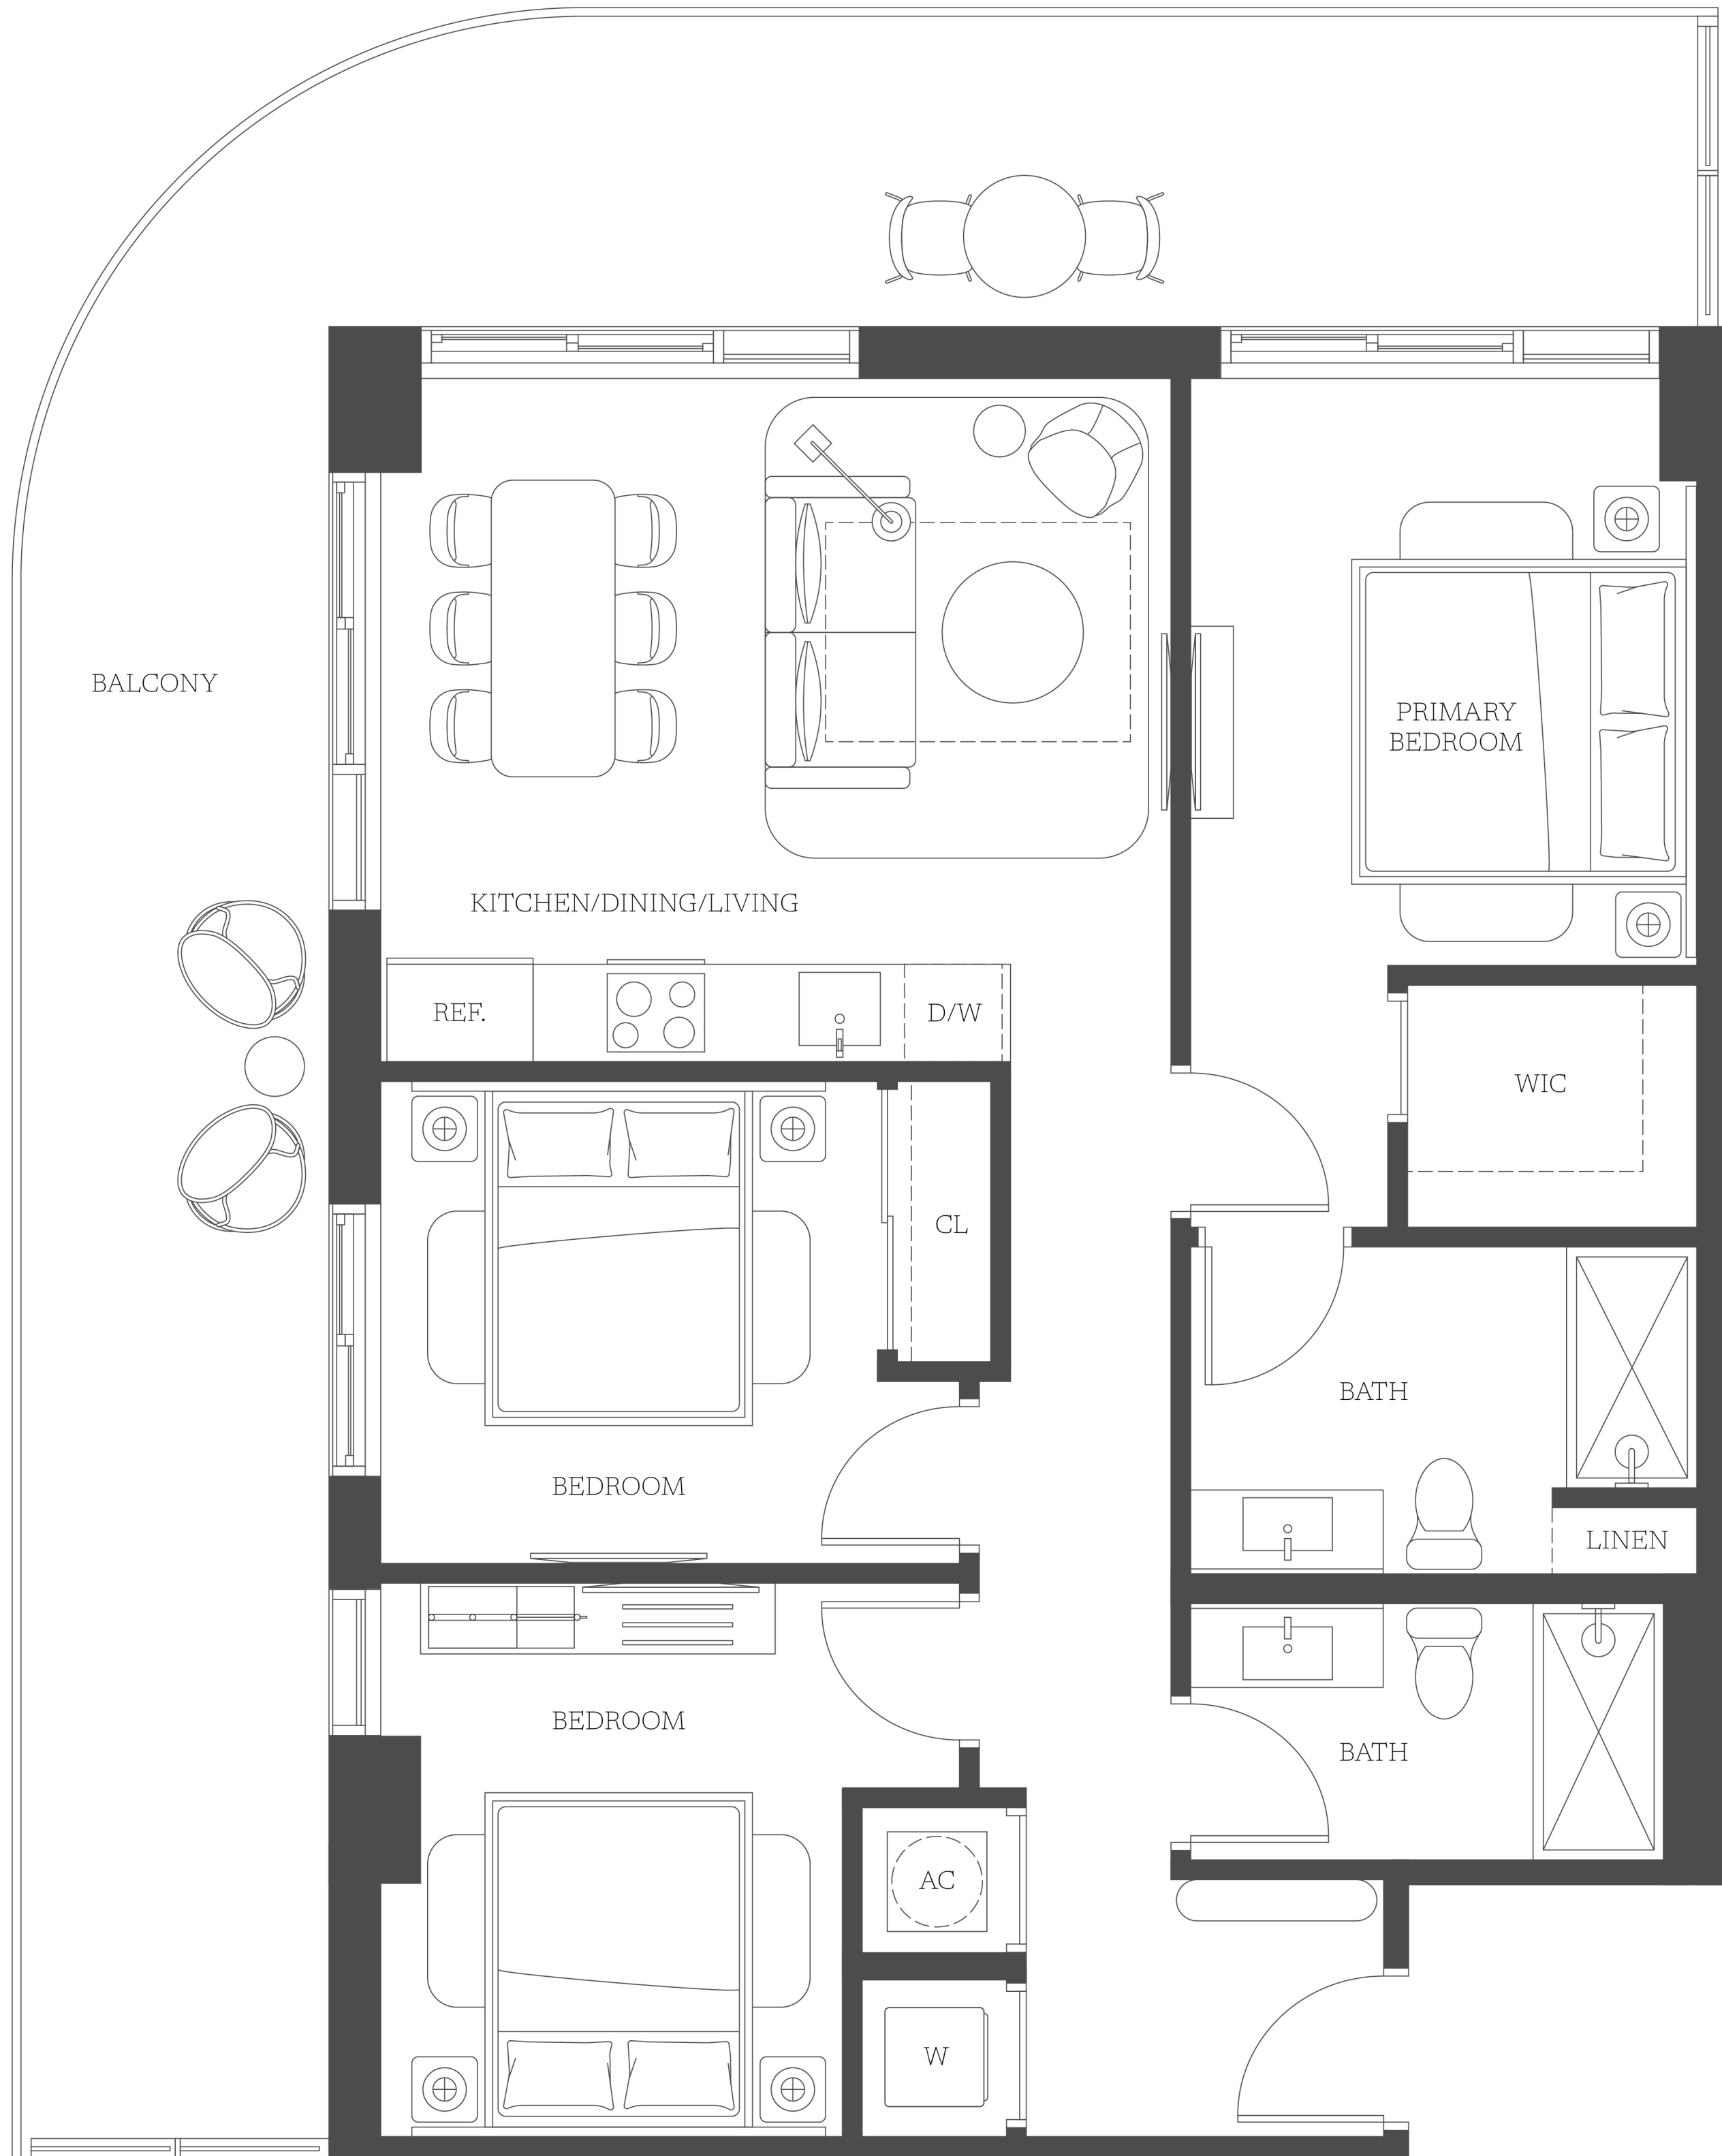 BALCONY
PRIMARY
BEDROOM
KITCHEN/DINING/LIVING
REF.
D/W
WIC
CL
BATH
BEDROOM
LINEN
BEDROOM
BATH
AC
W